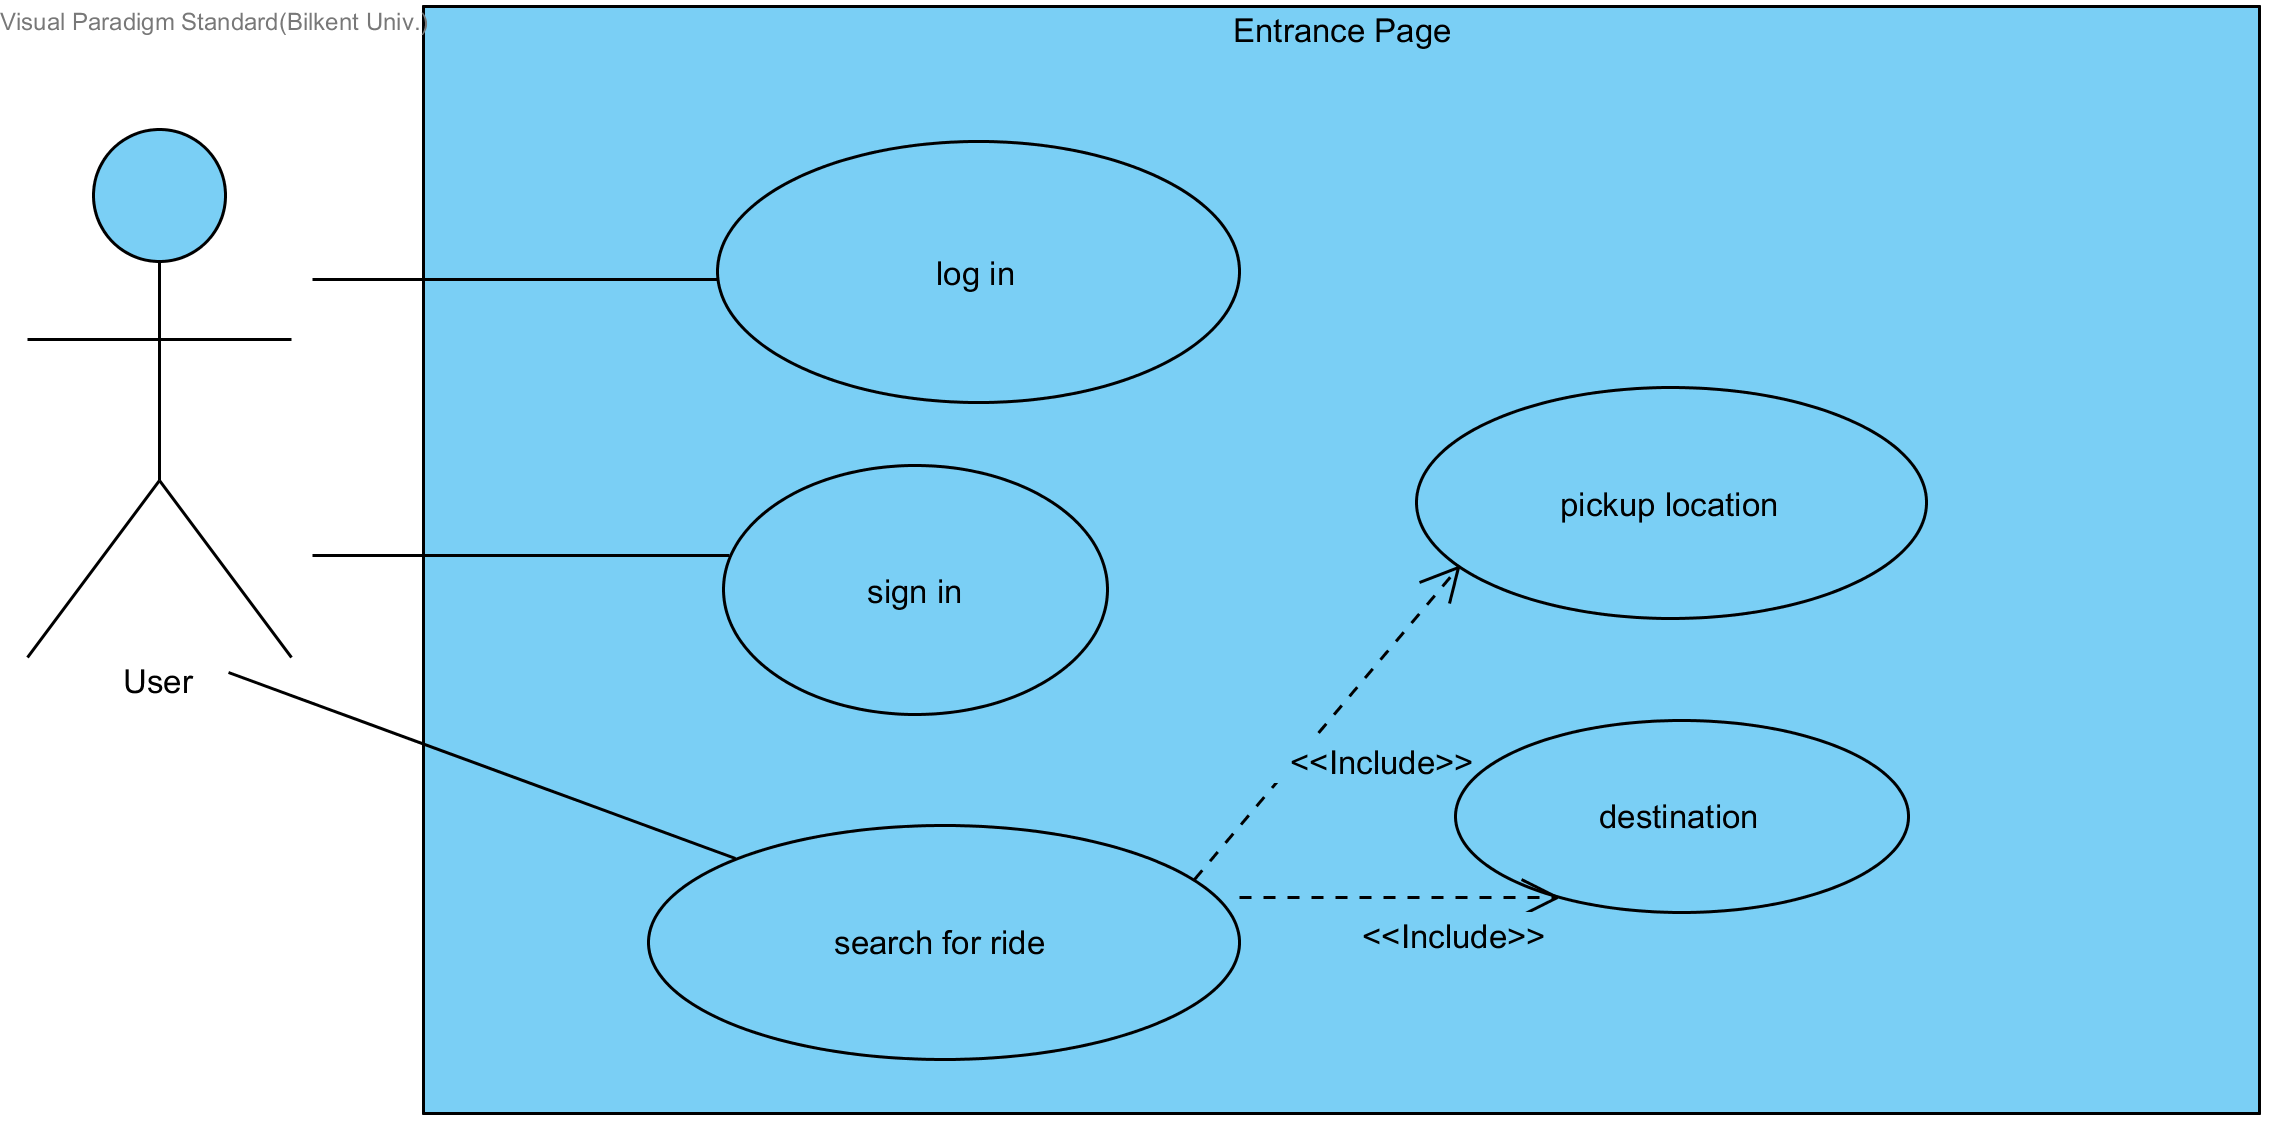 Visual Paradigm Standard(Bilkent Univ.)
Entrance Page
log in
pickup location
sign in
User
<<Include>>
destination
search for ride
<<Include>>